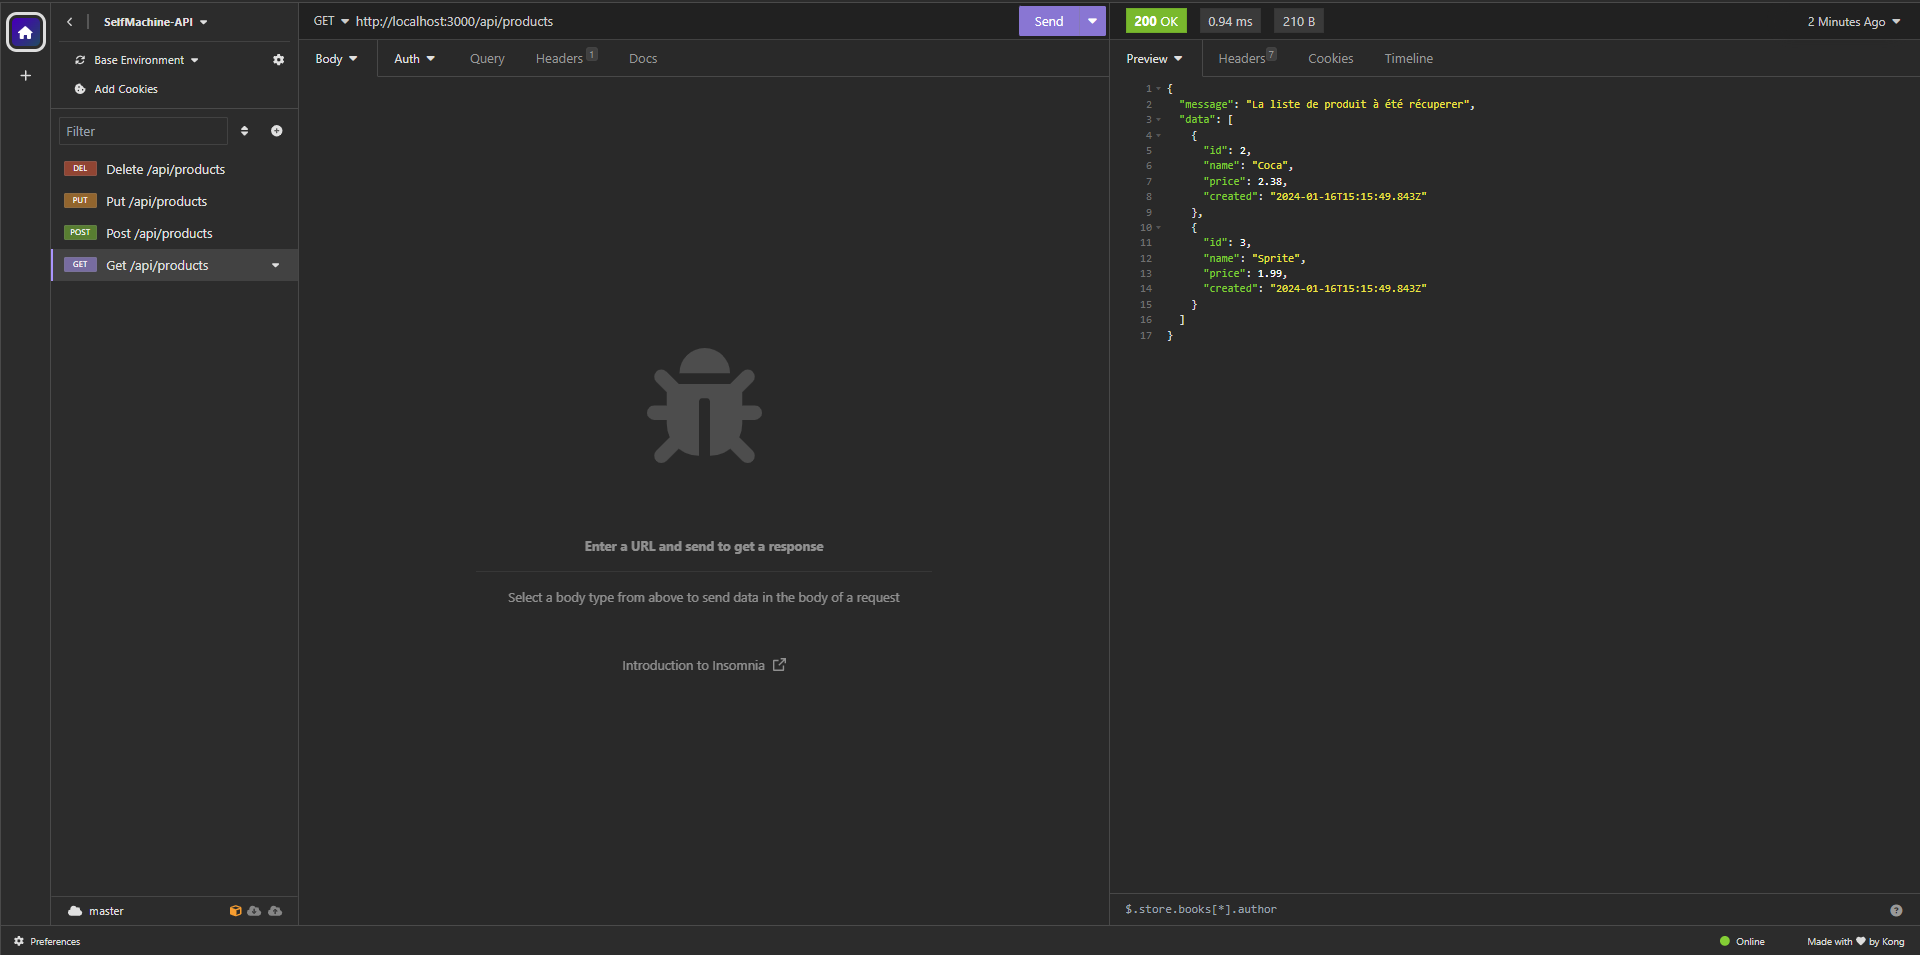 SelfMachine-API
GET http://localhost:3000/api/products
Send
200 OK
0.94 ms
210 B
2 Minutes Ago
Base Environment
Add Cookies
Body
Auth
Query
Headers 1
Docs
Preview
Headers 7
Cookies
Timeline
Filter
DEL Delete /api/products
PUT Put /api/products
POST Post /api/products
GET Get /api/products
Enter a URL and send to get a response
Select a body type from above to send data in the body of a request
Introduction to Insomnia
1 {
2 "message": "La liste de produit à été récuperer",
3 "data": [
4 {
5 "id": 2,
6 "name": "Coca",
7 "price": 2.38,
8 "created": "2024-01-16T15:15:49.843Z"
9 },
10 {
11 "id": 3,
12 "name": "Sprite",
13 "price": 1.99,
14 "created": "2024-01-16T15:15:49.843Z"
15 }
16 ]
17 }
master
$.store.books[*].author
Preferences
Online
Made with ♥ by Kong